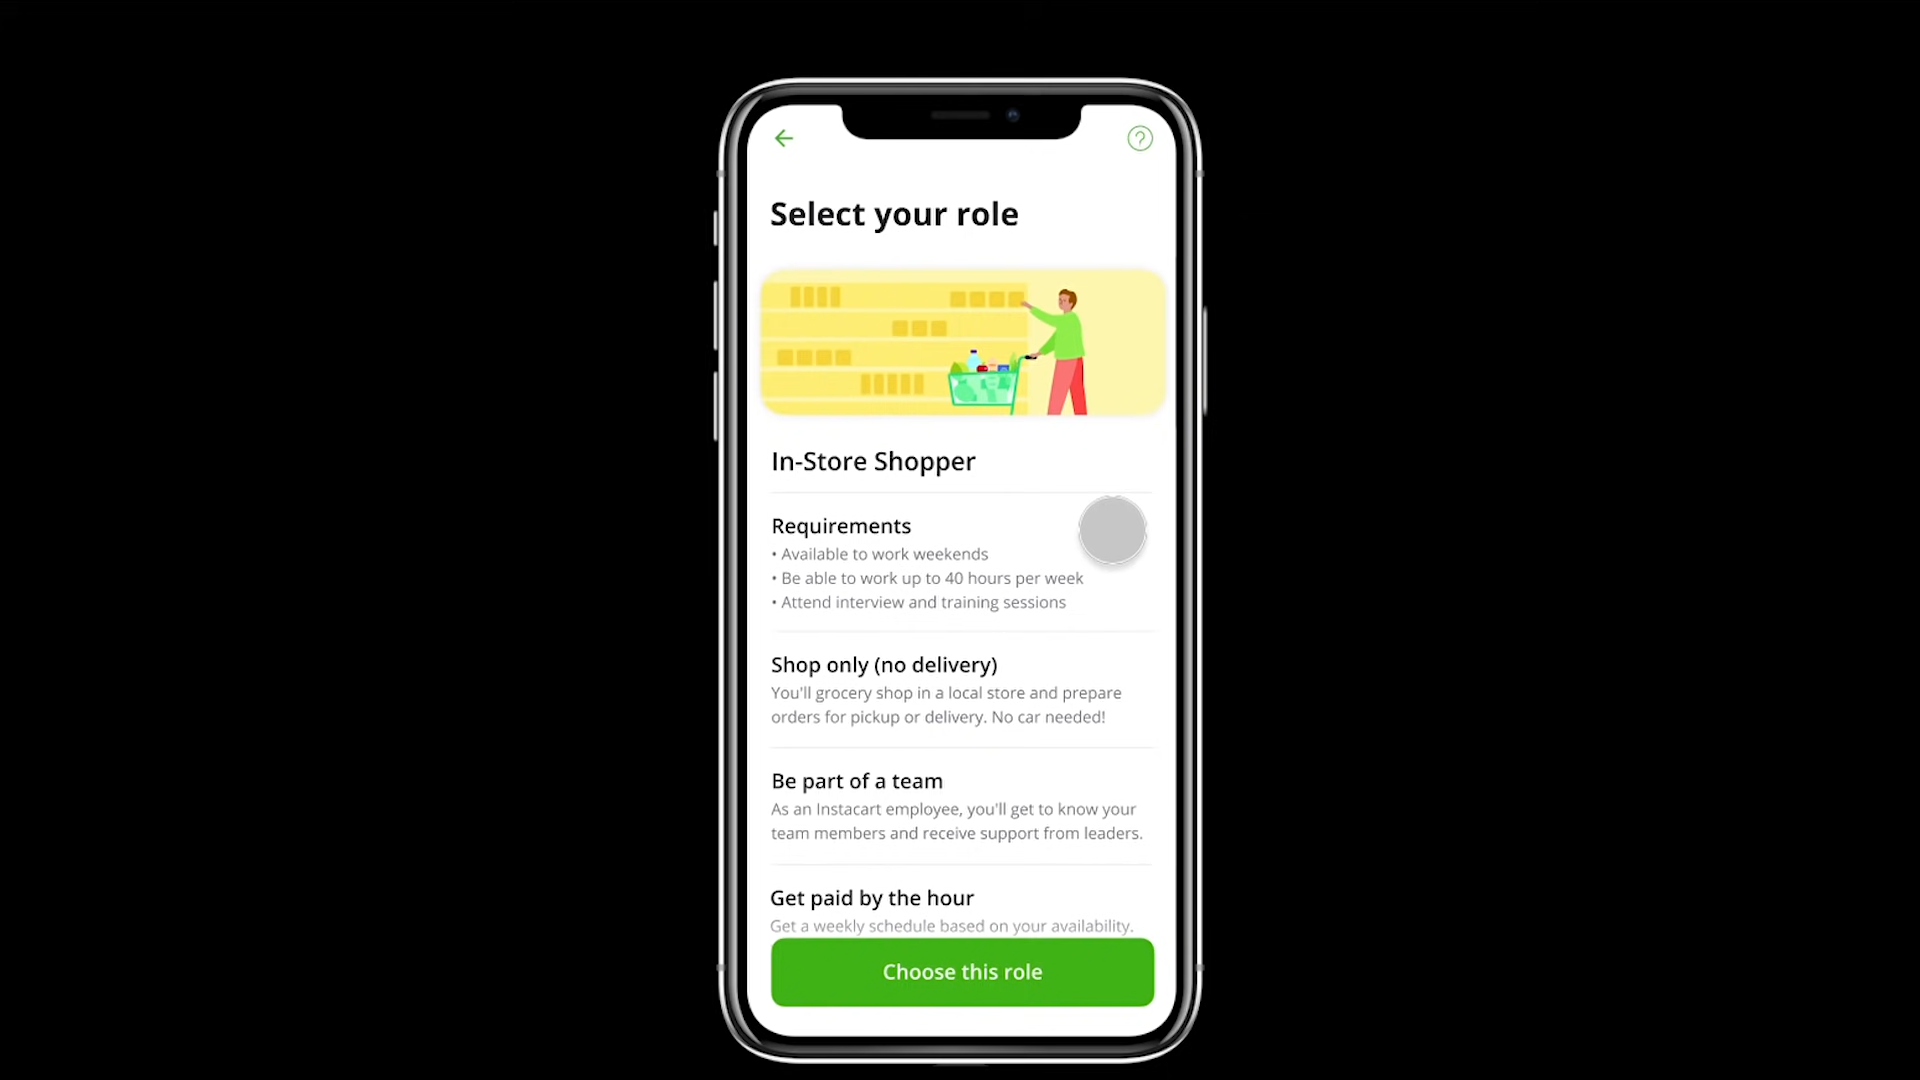 Select your role
In-Store Shopper
Requirements
• Available to work weekends
• Be able to work up to 40 hours per week
• Attend interview and training sessions
Shop only (no delivery)
You'll grocery shop in a local store and prepare
orders for pickup or delivery. No car needed!
Be part of a team
As an Instacart employee, you'll get to know your
team members and receive support from leaders.
Get paid by the hour
Get a weekly schedule based on your availability.
Choose this role